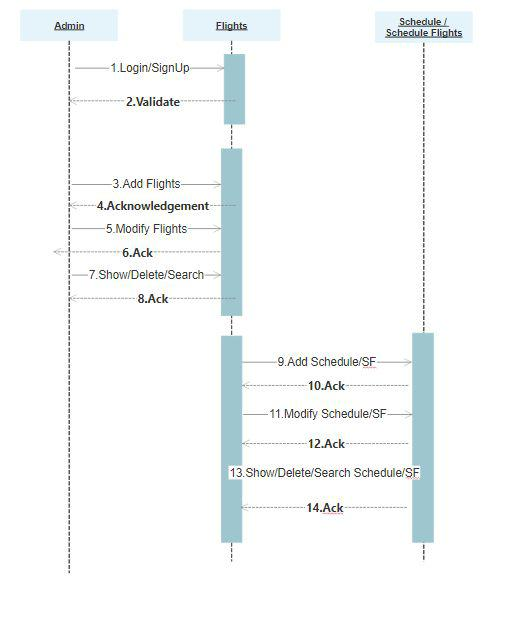 Admin
Flights
Schedule /
Schedule Flights
1.Login/SignUp
2.Validate
3.Add Flights
4.Acknowledgement
5.Modify Flights
6.Ack
7.Show/Delete/Search
8.Ack
9.Add Schedule/SF
10.Ack
11.Modify Schedule/SF
12.Ack
13.Show/Delete/Search Schedule/SF
14.Ack